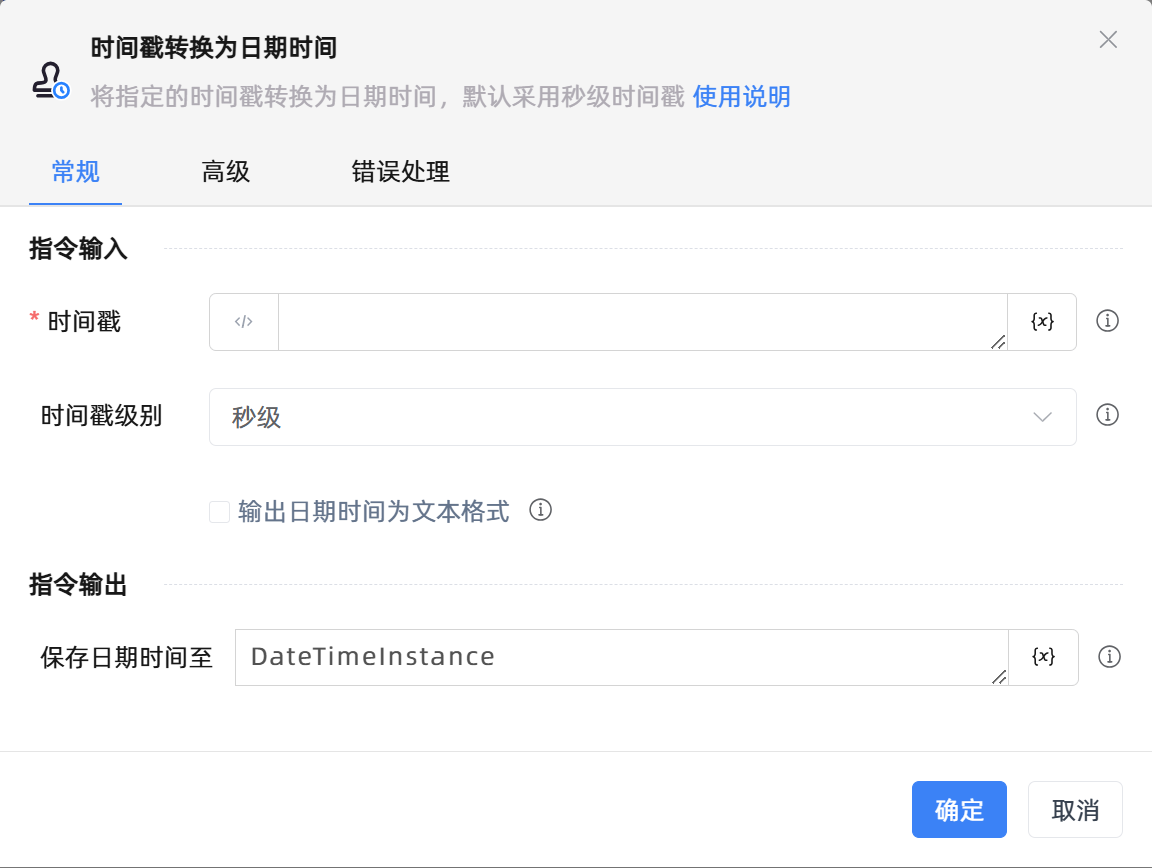 时间戳转换为日期时间
将指定的时间戳转换为日期时间，默认采用秒级时间戳 使用说明
常规 高级 错误处理
指令输入
* 时间戳 </> {x}
时间戳级别 秒级
输出日期时间为文本格式
指令输出
保存日期时间至 DateTimeInstance {x}
确定 取消